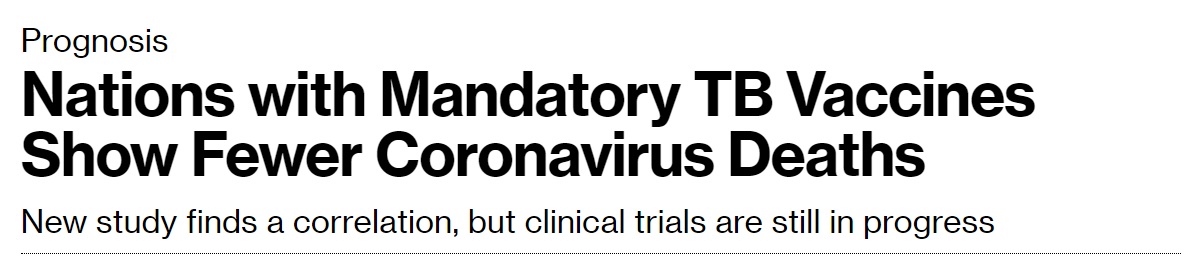 Prognosis
Nations with Mandatory TB Vaccines
Show Fewer Coronavirus Deaths
New study finds a correlation, but clinical trials are still in progress